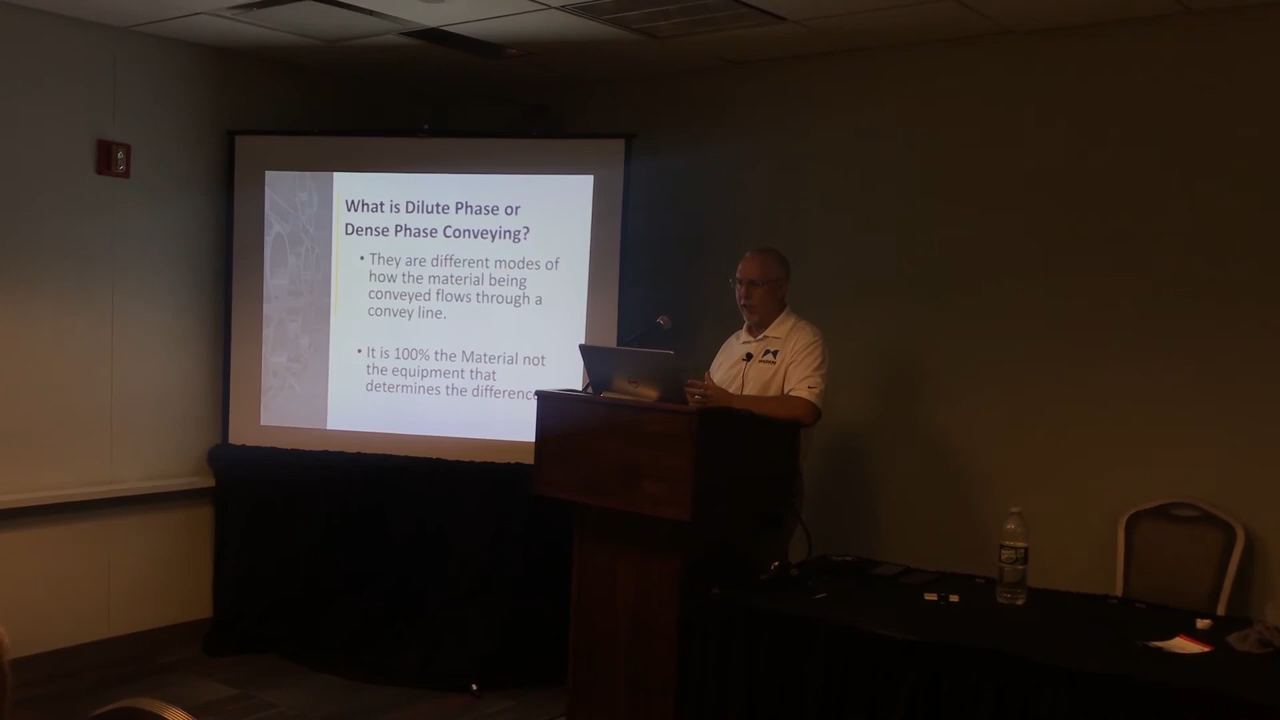 What is Dilute Phase or
Dense Phase Conveying?
• They are different modes of
how the material being
conveyed flows through a
convey line.
• It is 100% the Material not
the equipment that
determines the difference